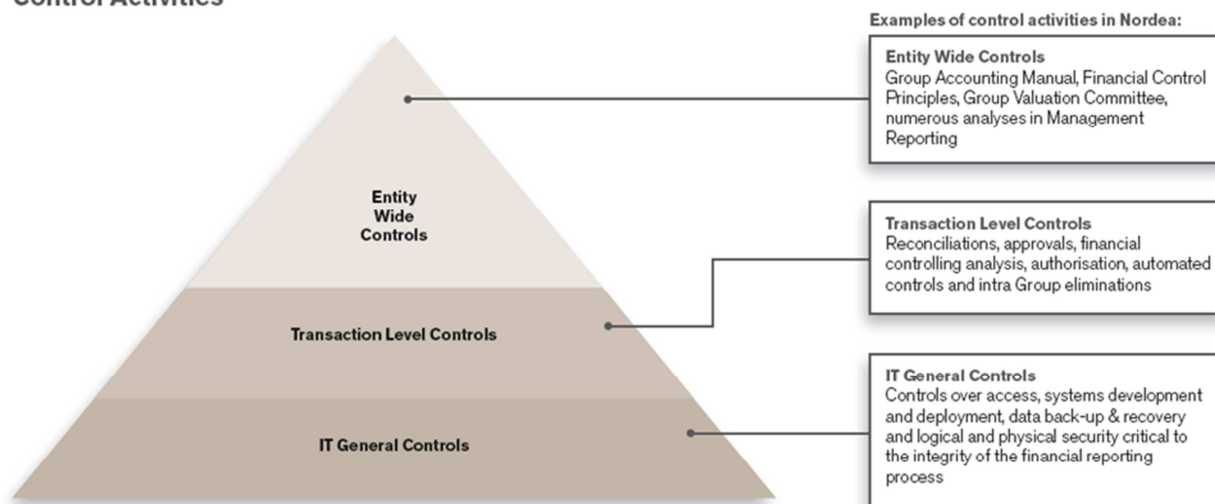 Control Activities
Examples of control activities in Nordea:
Entity Wide Controls
Group Accounting Manual, Financial Control
Principles, Group Valuation Committee,
numerous analyses in Management
Reporting
Entity
Wide
Controls
Transaction Level Controls
Reconciliations, approvals, financial
controlling analysis, authorisation, automated
controls and intra Group eliminations
Transaction Level Controls
IT General Controls
Controls over access, systems development
and deployment, data back-up & recovery
and logical and physical security critical to
the integrity of the financial reporting
process
IT General Controls